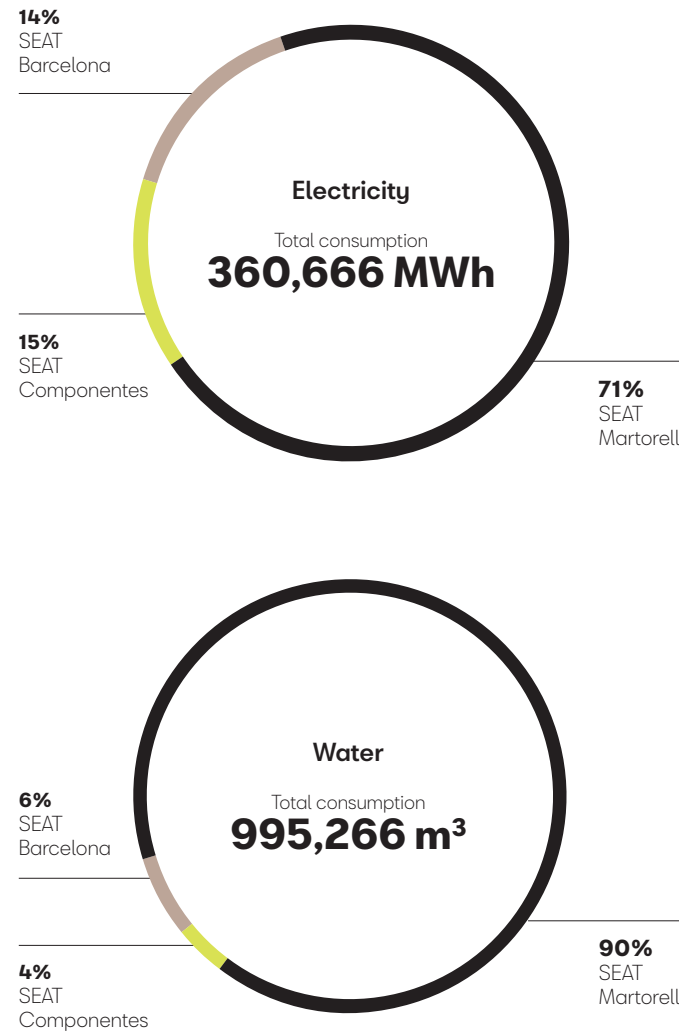 14%
SEAT
Barcelona
Electricity
Total consumption
360,666 MWh
15%
SEAT
Componentes
71%
SEAT
Martorell
Water
Total consumption
995,266 m³
6%
SEAT
Barcelona
4%
SEAT
Componentes
90%
SEAT
Martorell